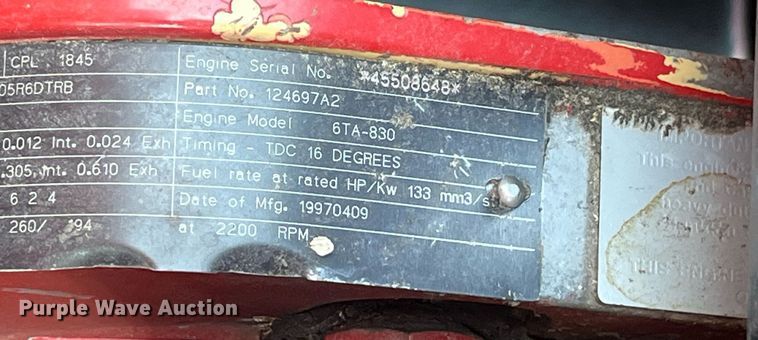 CPL 1845 Engine Serial No. *45508648*
05R6DTRB Part No. 124697A2
Engine Model 6TA-830
0.012 Int. 0.024 Exh Timing - TDC 16 DEGREES
.305 Int. 0.610 Exh Fuel rate at rated HP/Kw 133 mm3/s
6 2 4 Date of Mfg. 19970409
260/ 194 at 2200 RPM
THIS ENGINE
Purple Wave Auction